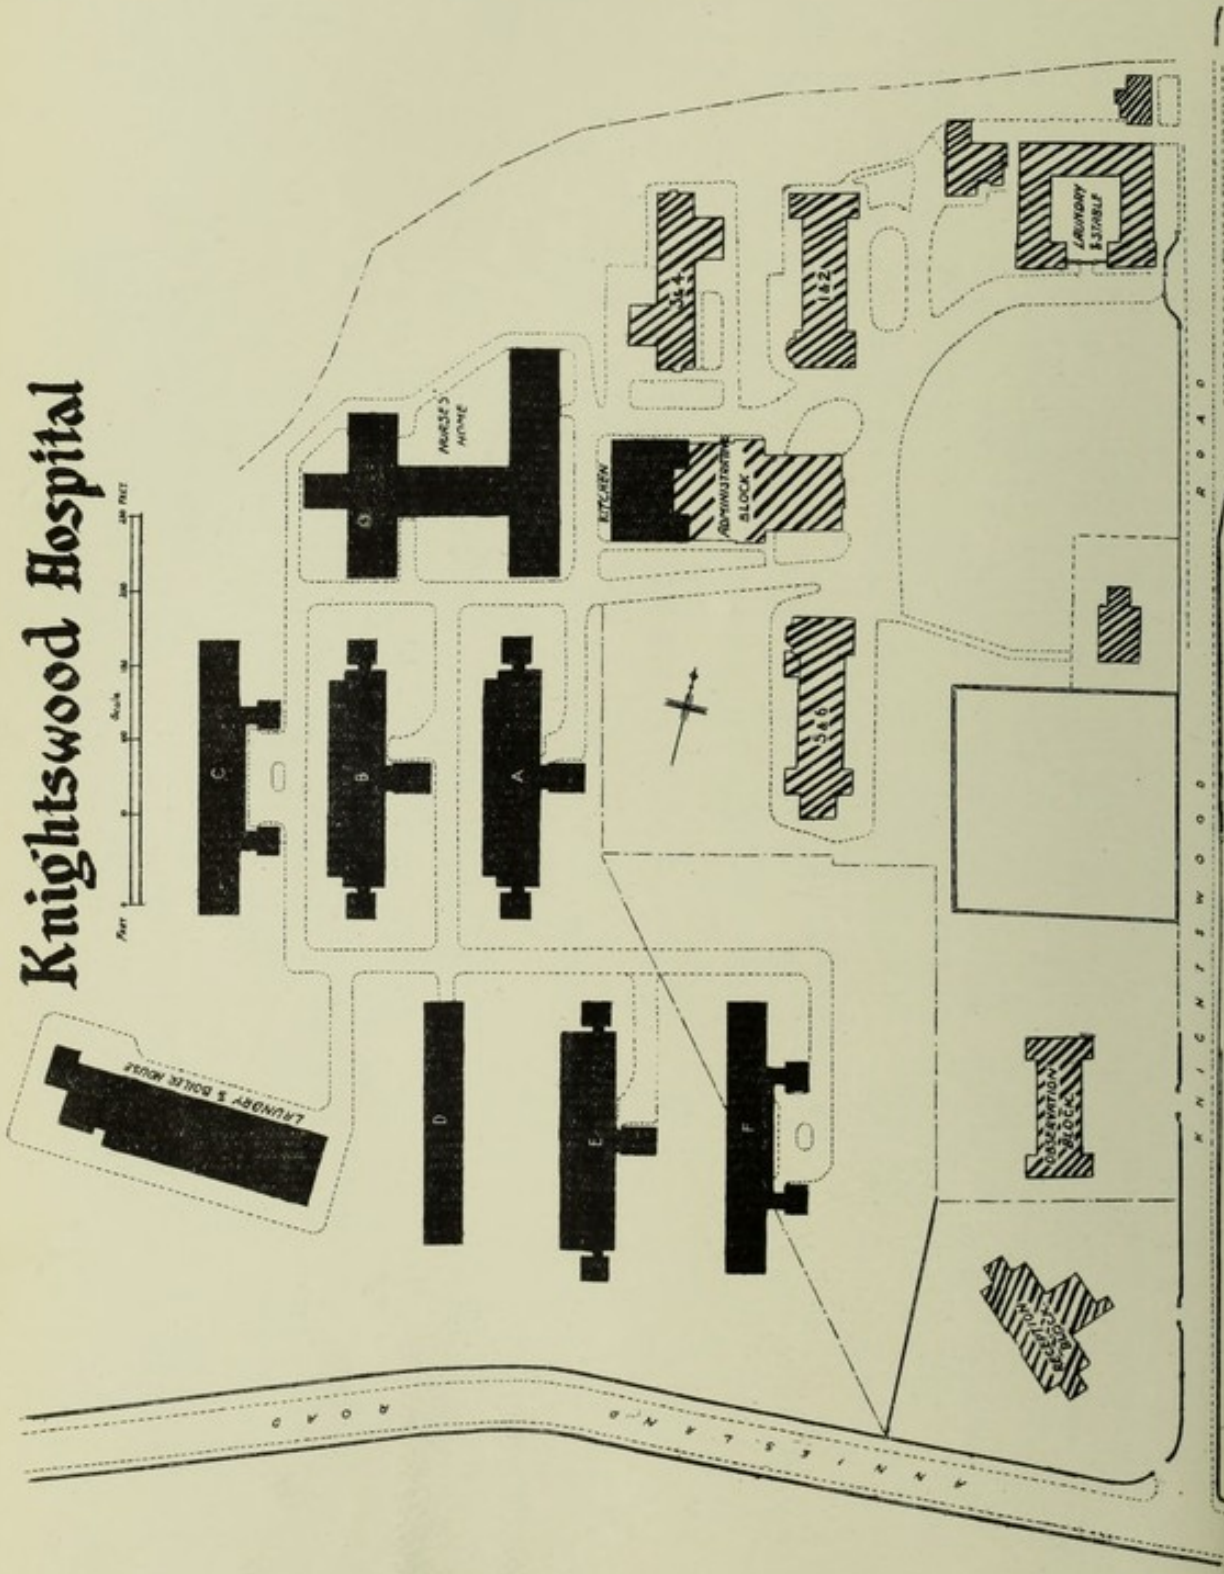 Knightswood Hospital
FEET
Scale
FEET
LAUNDRY & BOILER HOUSE
C
B
A
G
NURSES'
HOME
KITCHEN
ADMINISTRATIVE
BLOCK
3 & 4
1 & 2
LAUNDRY
& STABLE
5 & 6
D
E
F
OBSERVATION
BLOCK
RECEPTION
BLOCK
ANNIESLAND ROAD
KNIGHTSWOOD ROAD